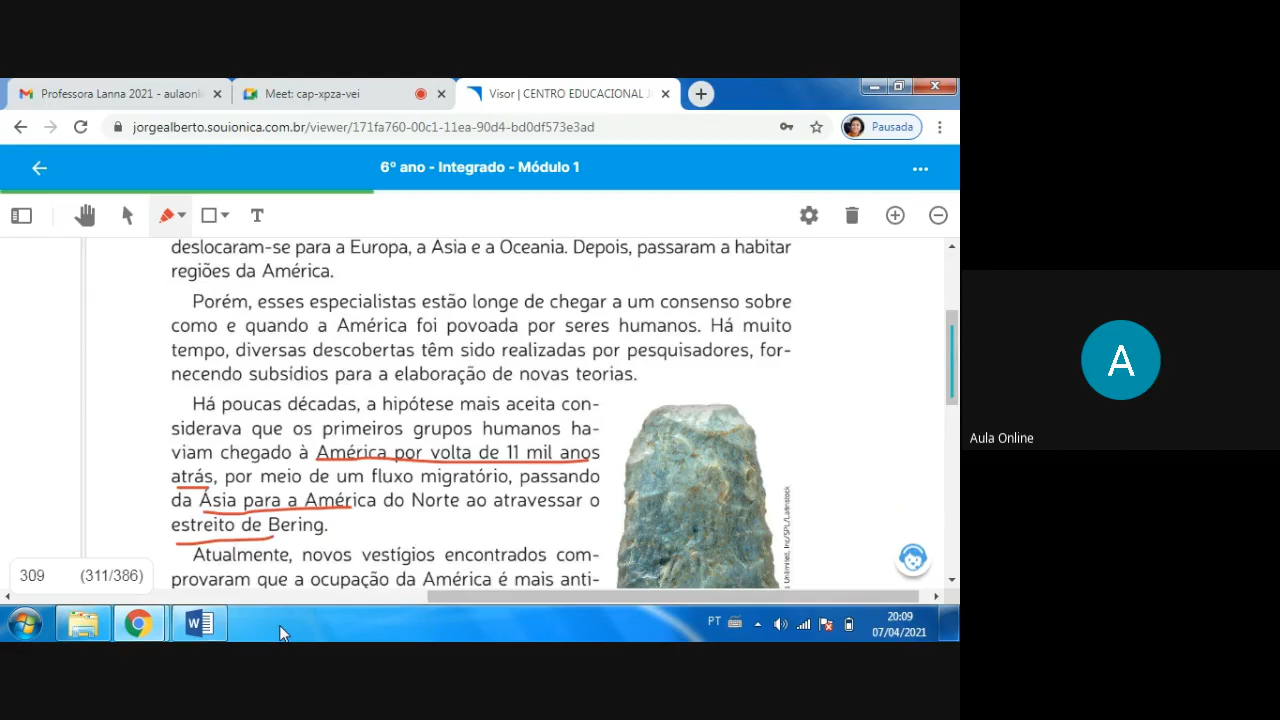 Professora Lanna 2021 - aulaonl
Meet: cap-xpza-vei
Visor | CENTRO EDUCACIONAL J
jorgealberto.souionica.com.br/viewer/171fa760-00c1-11ea-90d4-bd0df573e3ad
Pausada
6º ano - Integrado - Módulo 1
T
deslocaram-se para a Europa, a Ásia e a Oceania. Depois, passaram a habitar
regiões da América.
Porém, esses especialistas estão longe de chegar a um consenso sobre
como e quando a América foi povoada por seres humanos. Há muito
tempo, diversas descobertas têm sido realizadas por pesquisadores, for-
necendo subsídios para a elaboração de novas teorias.
Há poucas décadas, a hipótese mais aceita con-
siderava que os primeiros grupos humanos ha-
viam chegado à América por volta de 11 mil anos
atrás, por meio de um fluxo migratório, passando
da Ásia para a América do Norte ao atravessar o
estreito de Bering.
Atualmente, novos vestígios encontrados com-
provaram que a ocupação da América é mais anti-
Unlimited, Inc/SPL/Latinstock
309 (311/386)
A
Aula Online
PT
20:09
07/04/2021